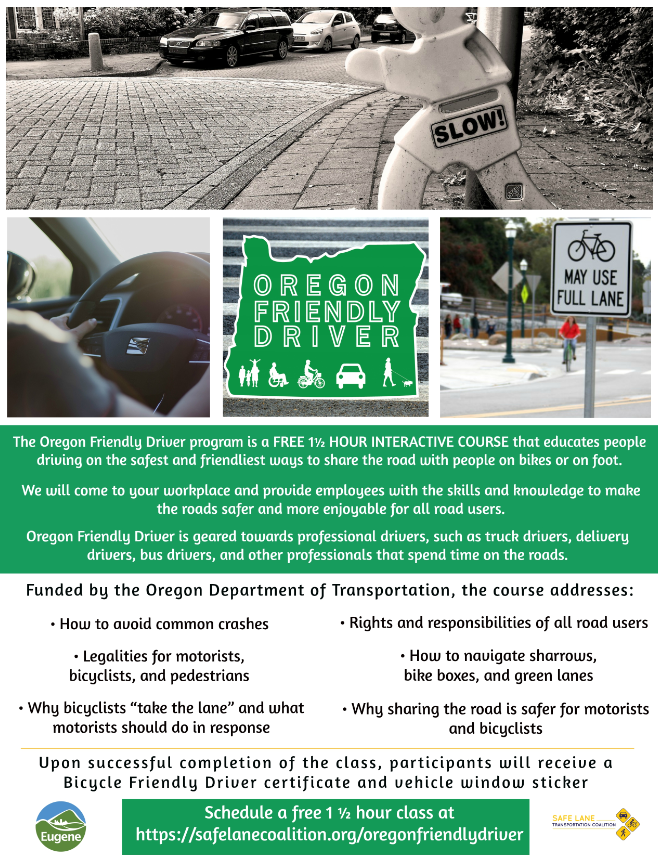 SLOW!
OREGON
FRIENDLY
DRIVER
MAY USE
FULL LANE
The Oregon Friendly Driver program is a FREE 1½ HOUR INTERACTIVE COURSE that educates people
driving on the safest and friendliest ways to share the road with people on bikes or on foot.
We will come to your workplace and provide employees with the skills and knowledge to make
the roads safer and more enjoyable for all road users.
Oregon Friendly Driver is geared towards professional drivers, such as truck drivers, delivery
drivers, bus drivers, and other professionals that spend time on the roads.
Funded by the Oregon Department of Transportation, the course addresses:
• How to avoid common crashes
• Legalities for motorists,
bicyclists, and pedestrians
• Why bicyclists “take the lane” and what
motorists should do in response
• Rights and responsibilities of all road users
• How to navigate sharrows,
bike boxes, and green lanes
• Why sharing the road is safer for motorists
and bicyclists
Upon successful completion of the class, participants will receive a
Bicycle Friendly Driver certificate and vehicle window sticker
Eugene
Schedule a free 1 ½ hour class at
https://safelanecoalition.org/oregonfriendlydriver
SAFE LANE
TRANSPORTATION COALITION